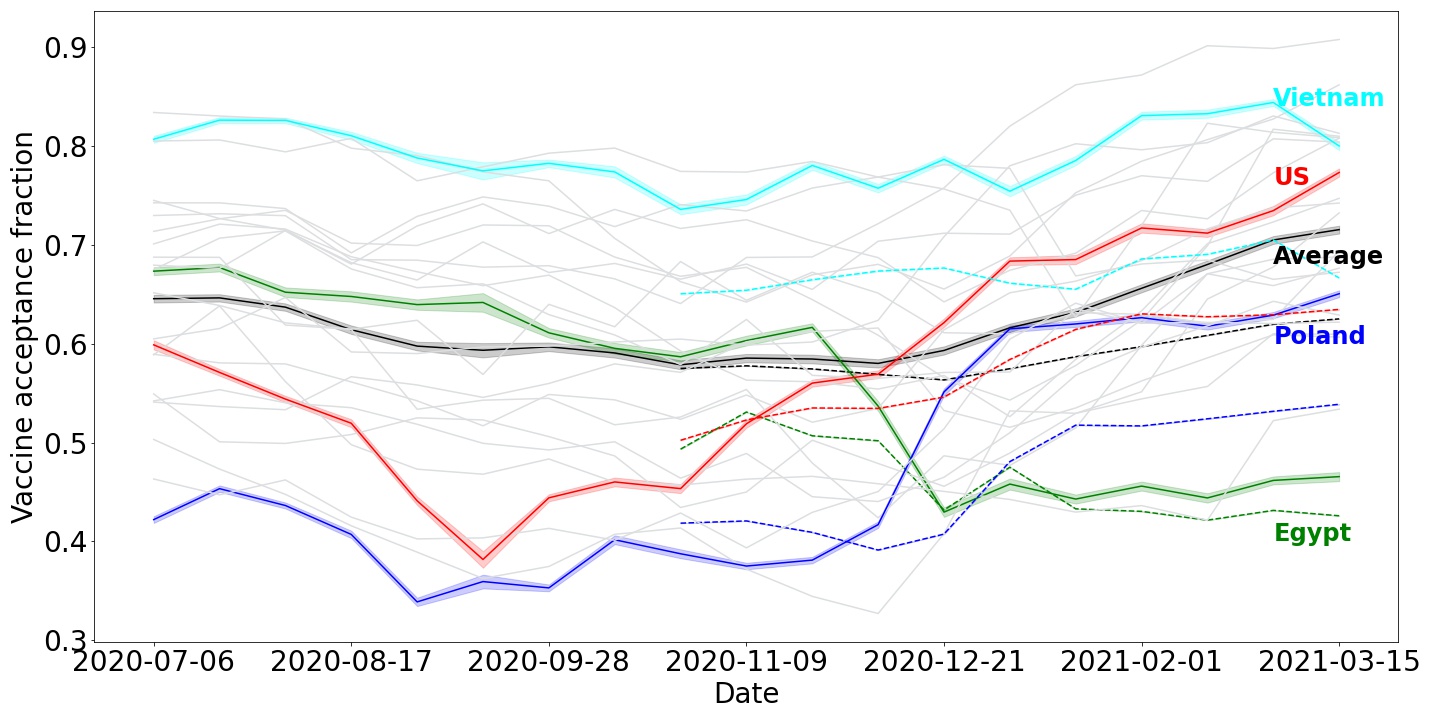 Vaccine acceptance fraction
0.9
0.8
0.7
0.6
0.5
0.4
0.3
Vietnam
US
Average
Poland
Egypt
2020-07-06 2020-08-17 2020-09-28 2020-11-09 2020-12-21 2021-02-01 2021-03-15
Date